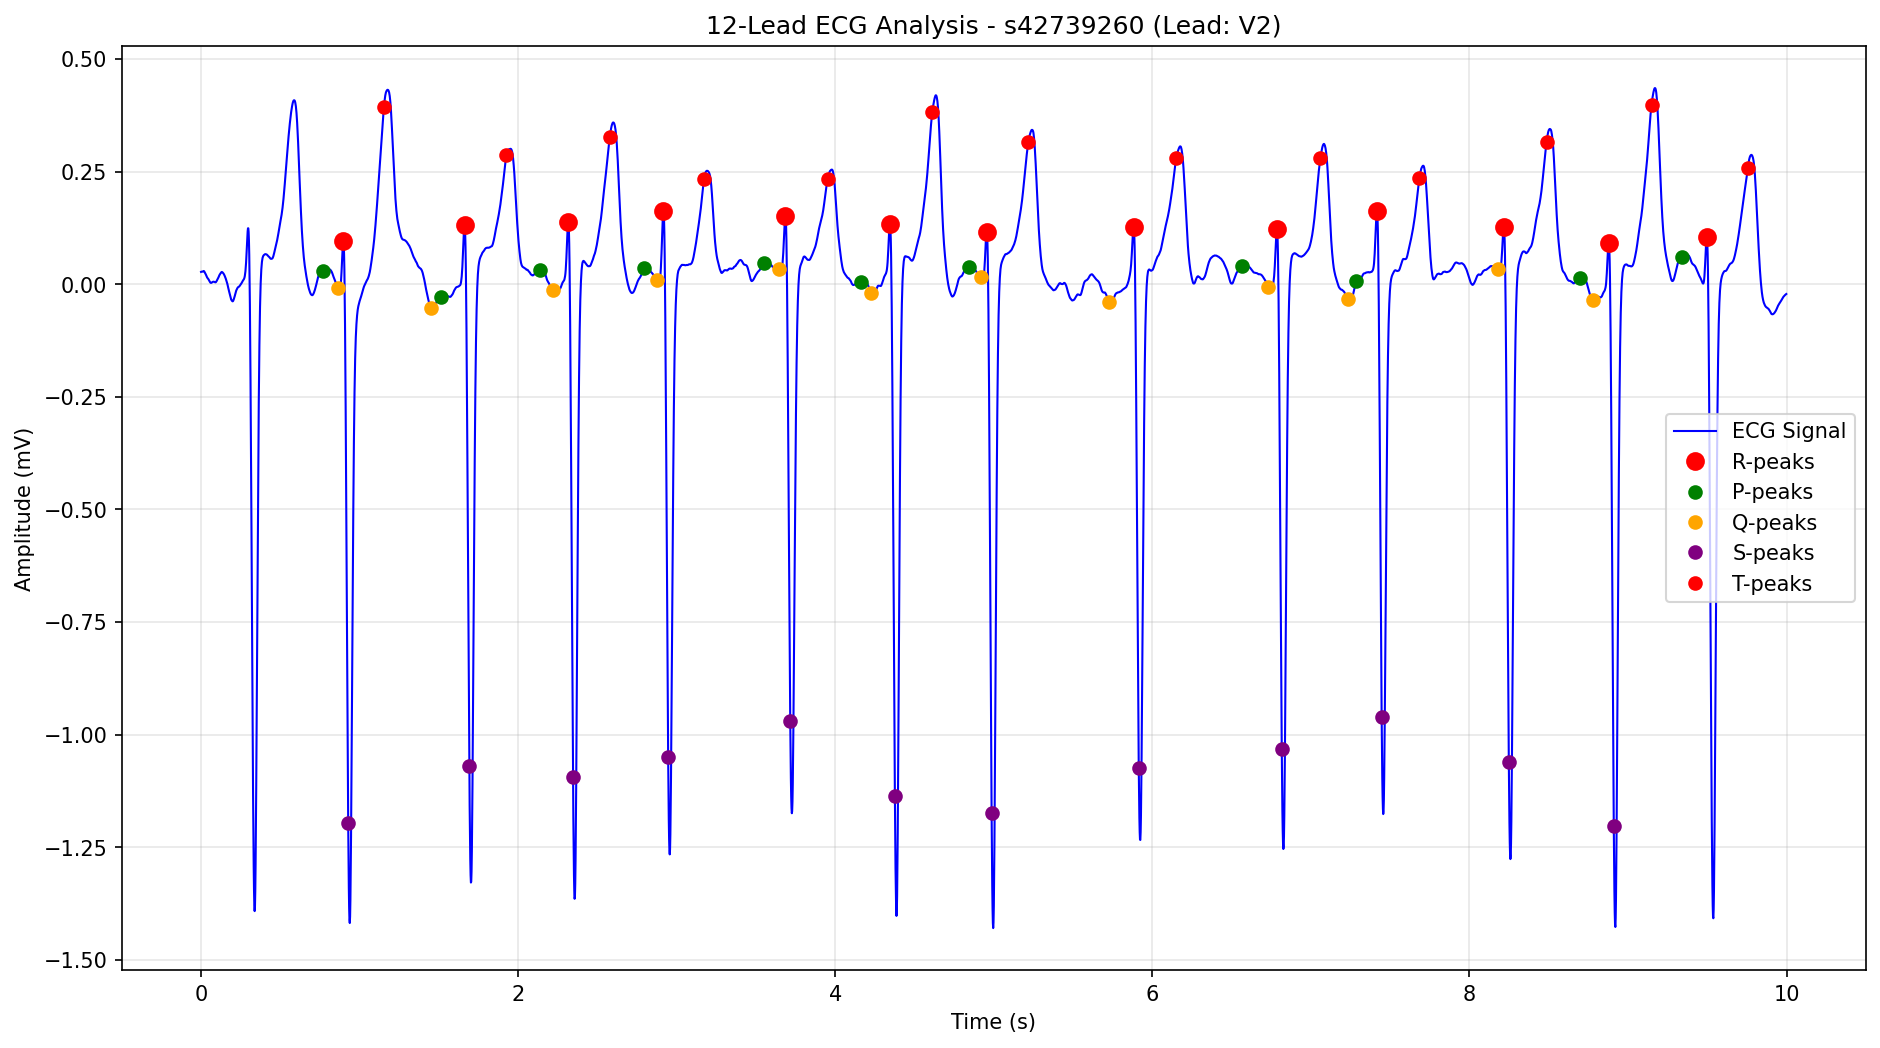 12-Lead ECG Analysis - s42739260 (Lead: V2)
Amplitude (mV)
0.50
0.25
0.00
−0.25
−0.50
−0.75
−1.00
−1.25
−1.50
ECG Signal
R-peaks
P-peaks
Q-peaks
S-peaks
T-peaks
0 2 4 6 8 10
Time (s)